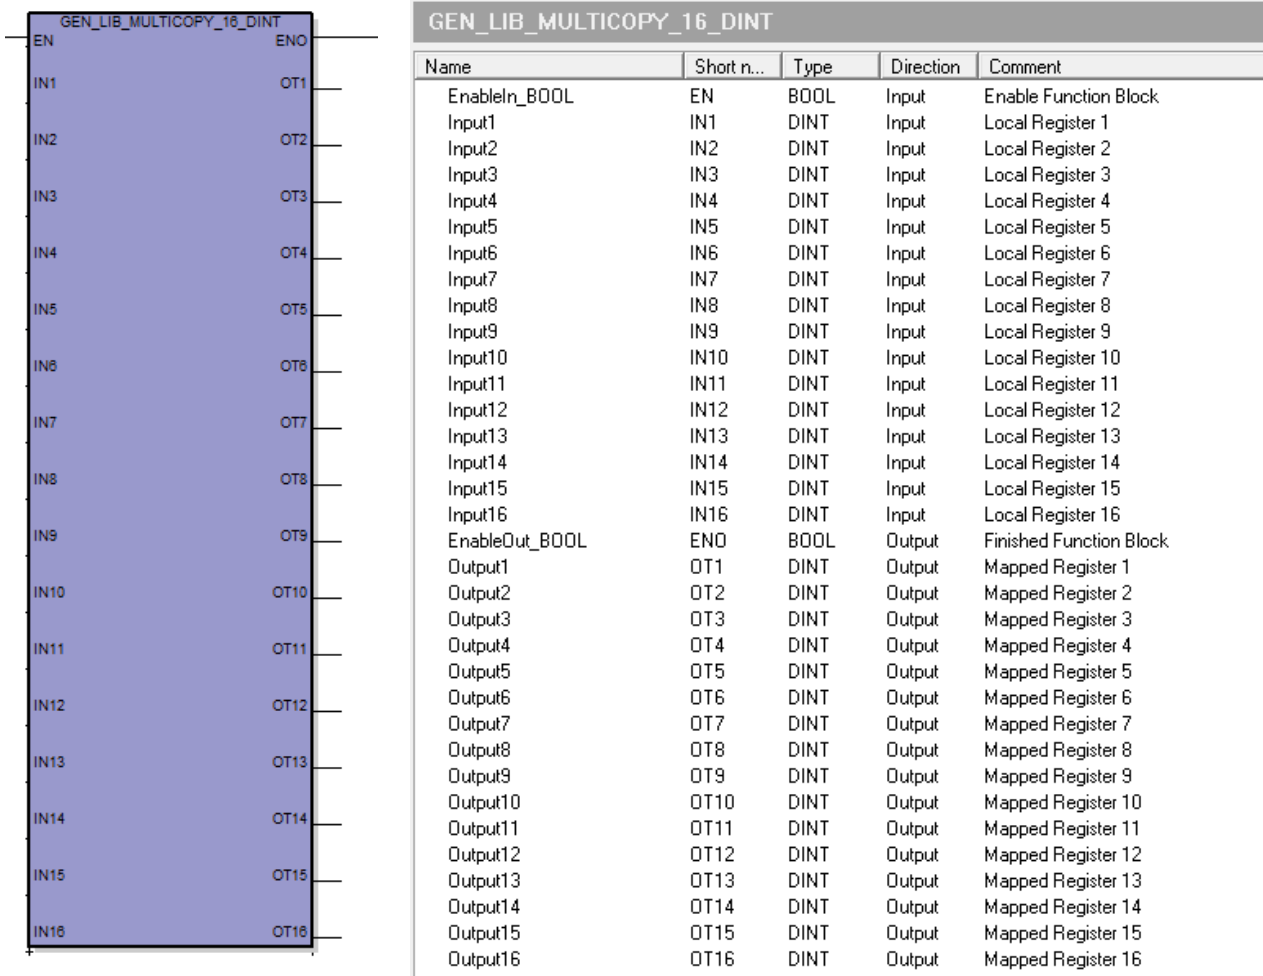 GEN_LIB_MULTICOPY_16_DINT
EN ENO
IN1 OT1
IN2 OT2
IN3 OT3
IN4 OT4
IN5 OT5
IN6 OT6
IN7 OT7
IN8 OT8
IN9 OT9
IN10 OT10
IN11 OT11
IN12 OT12
IN13 OT13
IN14 OT14
IN15 OT15
IN16 OT16
GEN_LIB_MULTICOPY_16_DINT
Name Short n... Type Direction Comment
EnableIn_BOOL EN BOOL Input Enable Function Block
Input1 IN1 DINT Input Local Register 1
Input2 IN2 DINT Input Local Register 2
Input3 IN3 DINT Input Local Register 3
Input4 IN4 DINT Input Local Register 4
Input5 IN5 DINT Input Local Register 5
Input6 IN6 DINT Input Local Register 6
Input7 IN7 DINT Input Local Register 7
Input8 IN8 DINT Input Local Register 8
Input9 IN9 DINT Input Local Register 9
Input10 IN10 DINT Input Local Register 10
Input11 IN11 DINT Input Local Register 11
Input12 IN12 DINT Input Local Register 12
Input13 IN13 DINT Input Local Register 13
Input14 IN14 DINT Input Local Register 14
Input15 IN15 DINT Input Local Register 15
Input16 IN16 DINT Input Local Register 16
EnableOut_BOOL ENO BOOL Output Finished Function Block
Output1 OT1 DINT Output Mapped Register 1
Output2 OT2 DINT Output Mapped Register 2
Output3 OT3 DINT Output Mapped Register 3
Output4 OT4 DINT Output Mapped Register 4
Output5 OT5 DINT Output Mapped Register 5
Output6 OT6 DINT Output Mapped Register 6
Output7 OT7 DINT Output Mapped Register 7
Output8 OT8 DINT Output Mapped Register 8
Output9 OT9 DINT Output Mapped Register 9
Output10 OT10 DINT Output Mapped Register 10
Output11 OT11 DINT Output Mapped Register 11
Output12 OT12 DINT Output Mapped Register 12
Output13 OT13 DINT Output Mapped Register 13
Output14 OT14 DINT Output Mapped Register 14
Output15 OT15 DINT Output Mapped Register 15
Output16 OT16 DINT Output Mapped Register 16